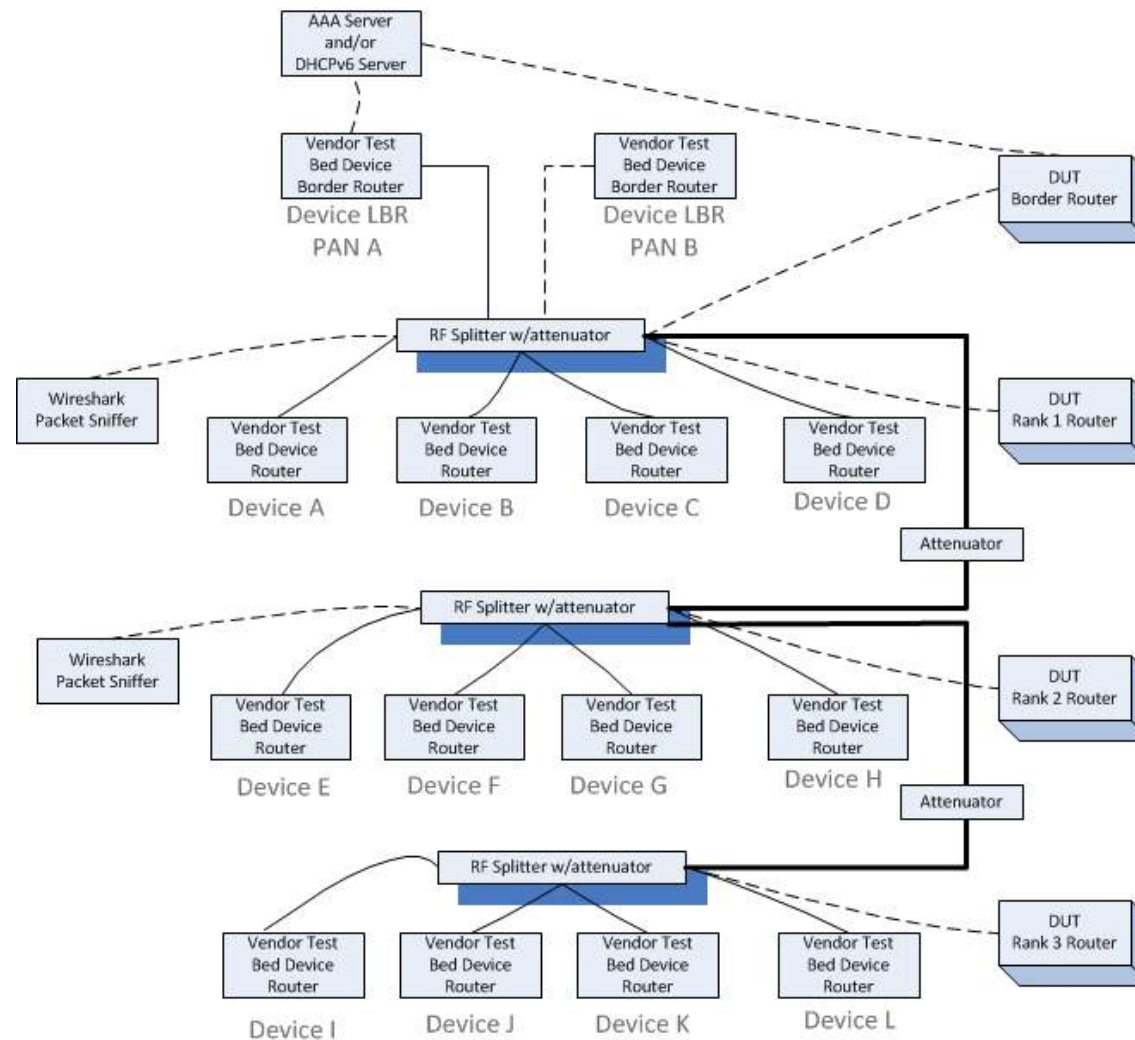 AAA Server
and/or
DHCPv6 Server
Vendor Test
Bed Device
Border Router
Device LBR
PAN A
Vendor Test
Bed Device
Border Router
Device LBR
PAN B
DUT
Border Router
RF Splitter w/attenuator
Wireshark
Packet Sniffer
DUT
Rank 1 Router
Vendor Test
Bed Device
Router
Device A
Vendor Test
Bed Device
Router
Device B
Vendor Test
Bed Device
Router
Device C
Vendor Test
Bed Device
Router
Device D
Attenuator
RF Splitter w/attenuator
Wireshark
Packet Sniffer
DUT
Rank 2 Router
Vendor Test
Bed Device
Router
Device E
Vendor Test
Bed Device
Router
Device F
Vendor Test
Bed Device
Router
Device G
Vendor Test
Bed Device
Router
Device H
Attenuator
RF Splitter w/attenuator
DUT
Rank 3 Router
Vendor Test
Bed Device
Router
Device I
Vendor Test
Bed Device
Router
Device J
Vendor Test
Bed Device
Router
Device K
Vendor Test
Bed Device
Router
Device L